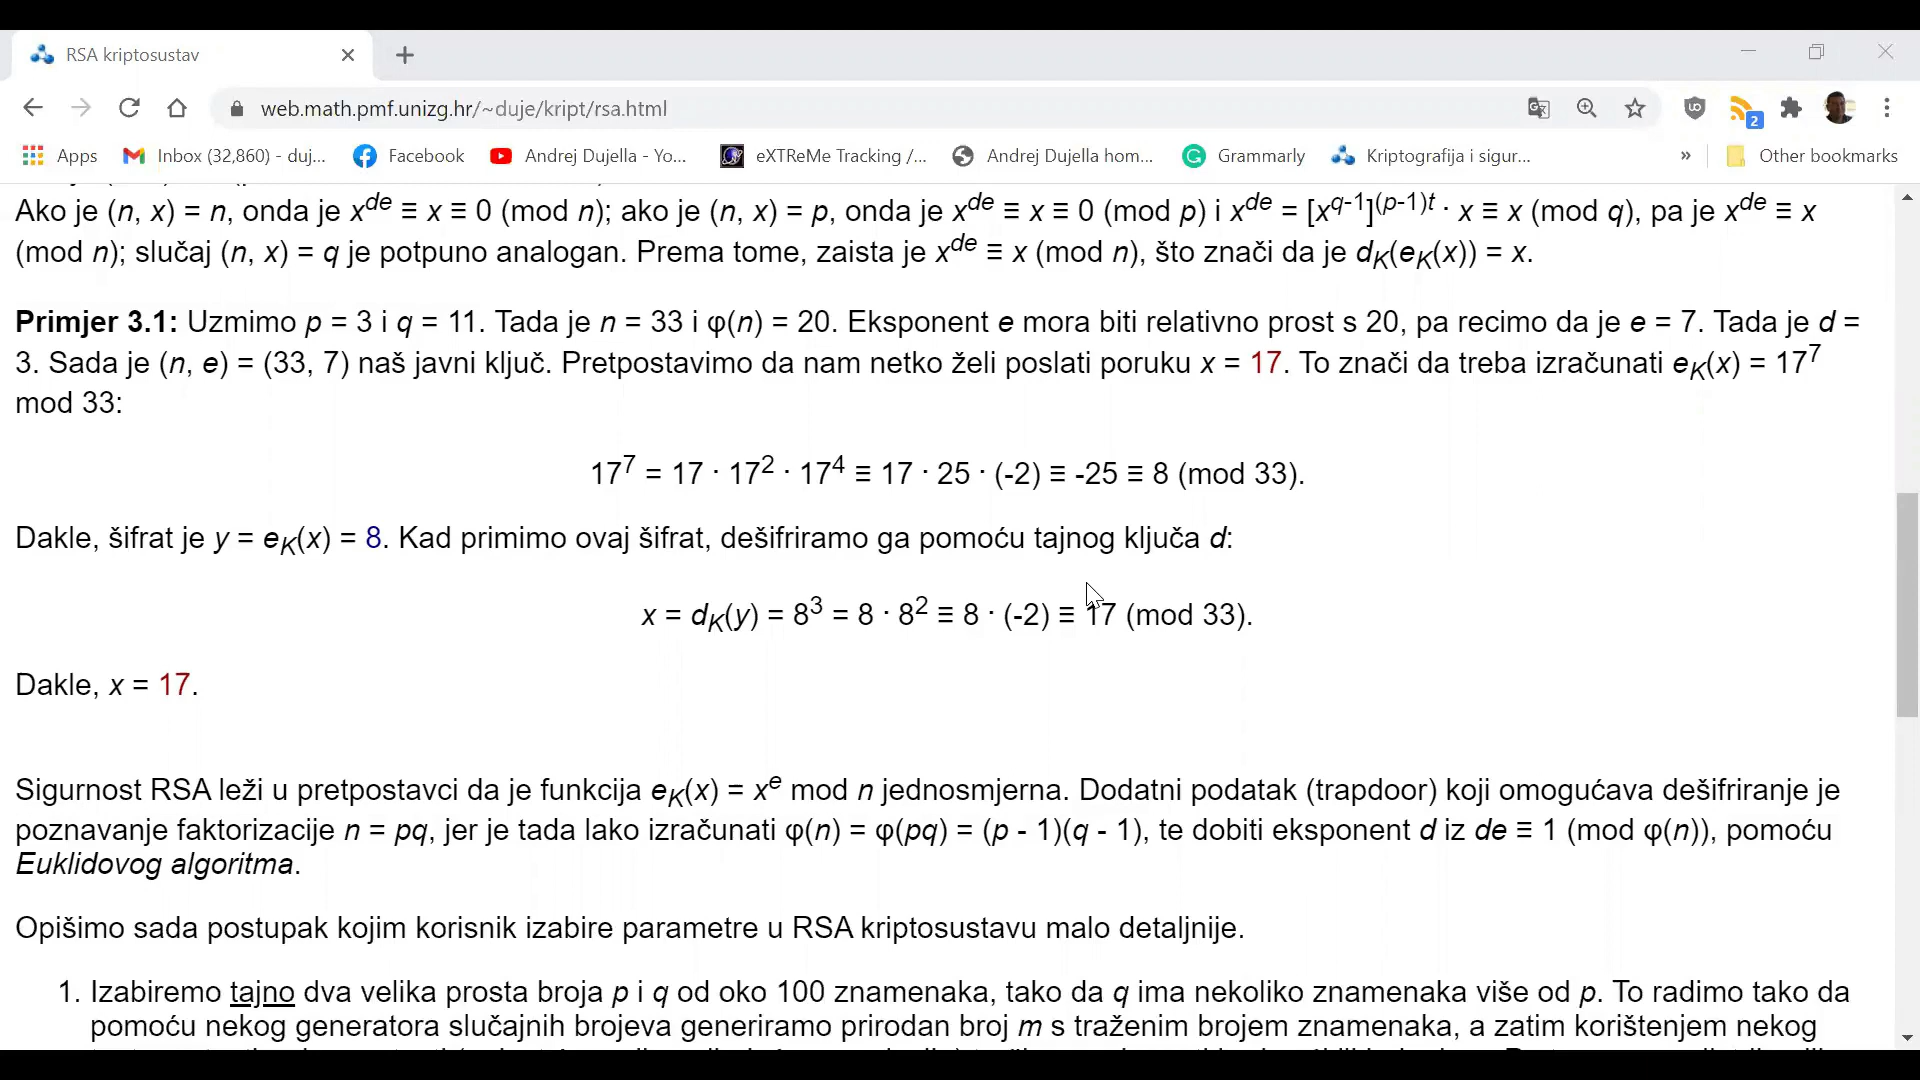 RSA kriptosustav
web.math.pmf.unizg.hr/~duje/kript/rsa.html
2
Apps Inbox (32,860) - duj... Facebook Andrej Dujella - Yo... eXTReMe Tracking /... Andrej Dujella hom... Grammarly Kriptografija i sigur... » Other bookmarks
Ako je (n, x) = n, onda je x^de ≡ x ≡ 0 (mod n); ako je (n, x) = p, onda je x^de ≡ x ≡ 0 (mod p) i x^de = [x^q-1]^(p-1)t · x ≡ x (mod q), pa je x^de ≡ x
(mod n); slučaj (n, x) = q je potpuno analogan. Prema tome, zaista je x^de ≡ x (mod n), što znači da je d_K(e_K(x)) = x.
Primjer 3.1: Uzmimo p = 3 i q = 11. Tada je n = 33 i φ(n) = 20. Eksponent e mora biti relativno prost s 20, pa recimo da je e = 7. Tada je d =
3. Sada je (n, e) = (33, 7) naš javni ključ. Pretpostavimo da nam netko želi poslati poruku x = 17. To znači da treba izračunati e_K(x) = 17^7
mod 33:
17^7 = 17 · 17^2 · 17^4 ≡ 17 · 25 · (-2) ≡ -25 ≡ 8 (mod 33).
Dakle, šifrat je y = e_K(x) = 8. Kad primimo ovaj šifrat, dešifriramo ga pomoću tajnog ključa d:
x = d_K(y) = 8^3 = 8 · 8^2 ≡ 8 · (-2) ≡ 17 (mod 33).
Dakle, x = 17.
Sigurnost RSA leži u pretpostavci da je funkcija e_K(x) = x^e mod n jednosmjerna. Dodatni podatak (trapdoor) koji omogućava dešifriranje je
poznavanje faktorizacije n = pq, jer je tada lako izračunati φ(n) = φ(pq) = (p - 1)(q - 1), te dobiti eksponent d iz de ≡ 1 (mod φ(n)), pomoću
Euklidovog algoritma.
Opišimo sada postupak kojim korisnik izabire parametre u RSA kriptosustavu malo detaljnije.
1. Izabiremo tajno dva velika prosta broja p i q od oko 100 znamenaka, tako da q ima nekoliko znamenaka više od p. To radimo tako da
pomoću nekog generatora slučajnih brojeva generiramo prirodan broj m s traženim brojem znamenaka, a zatim korištenjem nekog